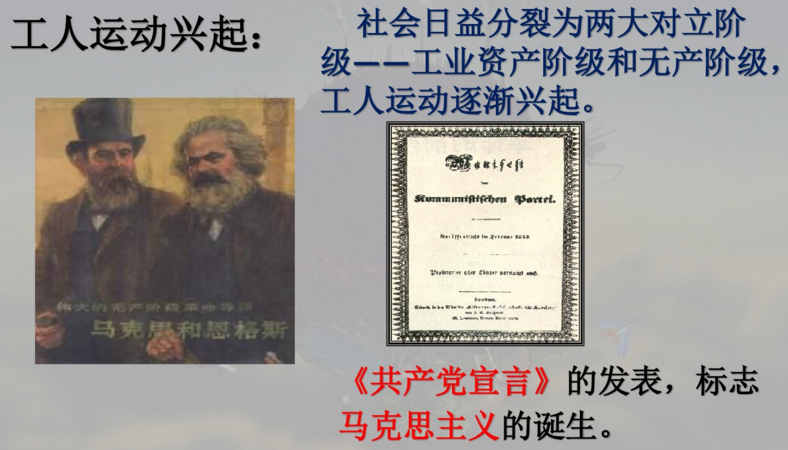 工人运动兴起：
社会日益分裂为两大对立阶
级——工业资产阶级和无产阶级，
工人运动逐渐兴起。
伟大的无产阶级革命导师
马克思和恩格斯
Manifest
der
Kommunistischen Partei.
Veröffentlicht im Februar 1848.
Proletarier aller Länder vereinigt euch.
London.
《共产党宣言》的发表，标志
马克思主义的诞生。